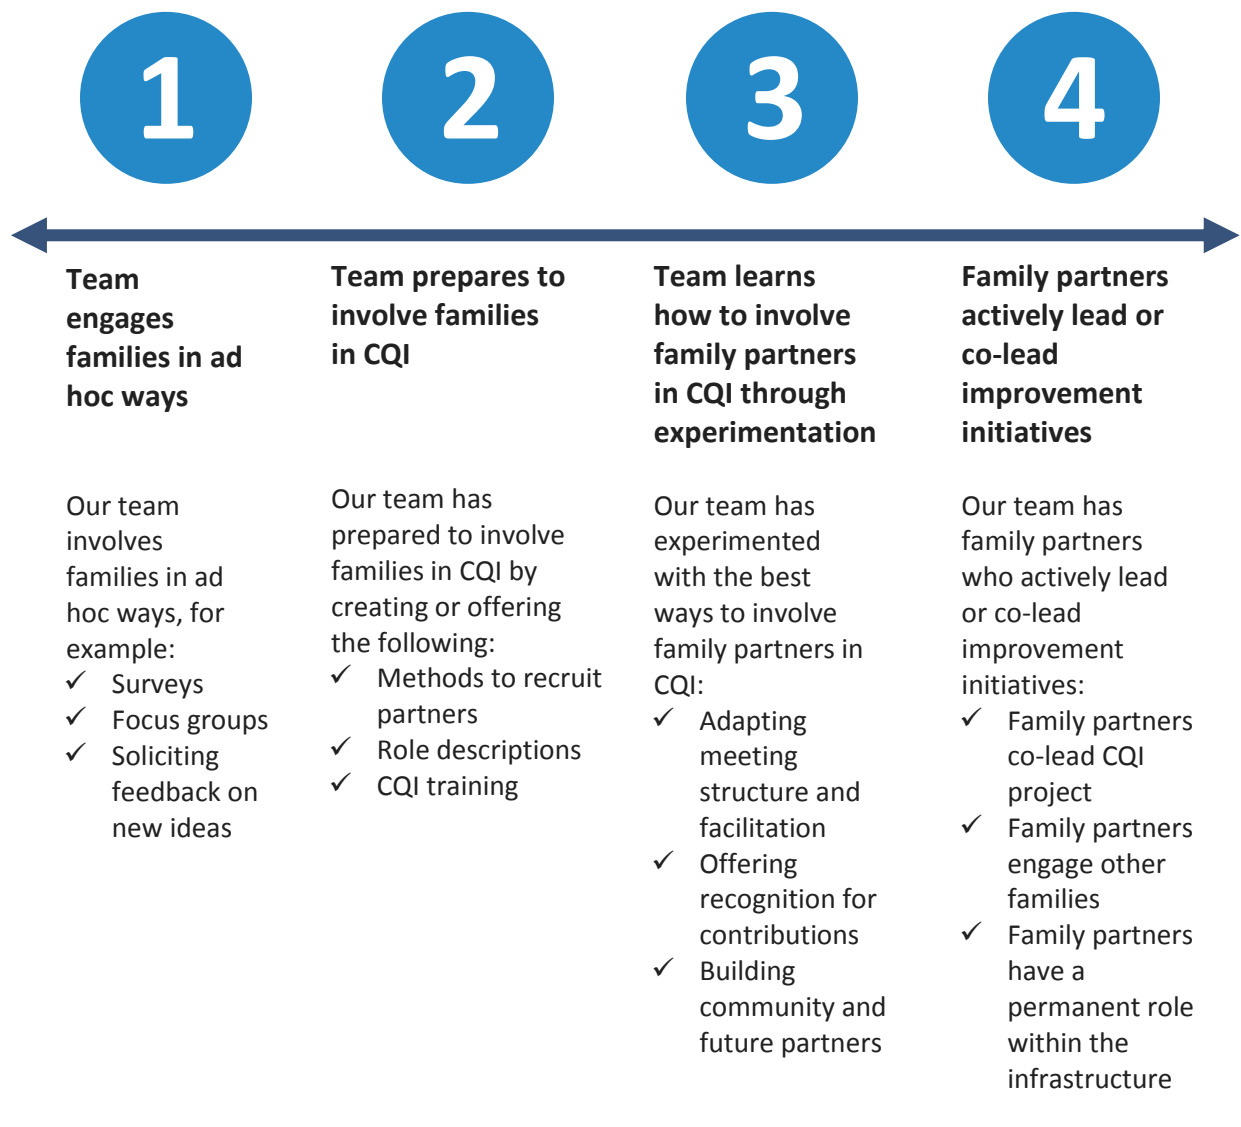 1
2
3
4
Team
engages
families in ad
hoc ways
Our team
involves
families in ad
hoc ways, for
example:
✓ Surveys
✓ Focus groups
✓ Soliciting
feedback on
new ideas
Team prepares to
involve families
in CQI
Our team has
prepared to involve
families in CQI by
creating or offering
the following:
✓ Methods to recruit
partners
✓ Role descriptions
✓ CQI training
Team learns
how to involve
family partners
in CQI through
experimentation
Our team has
experimented
with the best
ways to involve
family partners in
CQI:
✓ Adapting
meeting
structure and
facilitation
✓ Offering
recognition for
contributions
✓ Building
community and
future partners
Family partners
actively lead or
co-lead
improvement
initiatives
Our team has
family partners
who actively lead
or co-lead
improvement
initiatives:
✓ Family partners
co-lead CQI
project
✓ Family partners
engage other
families
✓ Family partners
have a
permanent role
within the
infrastructure